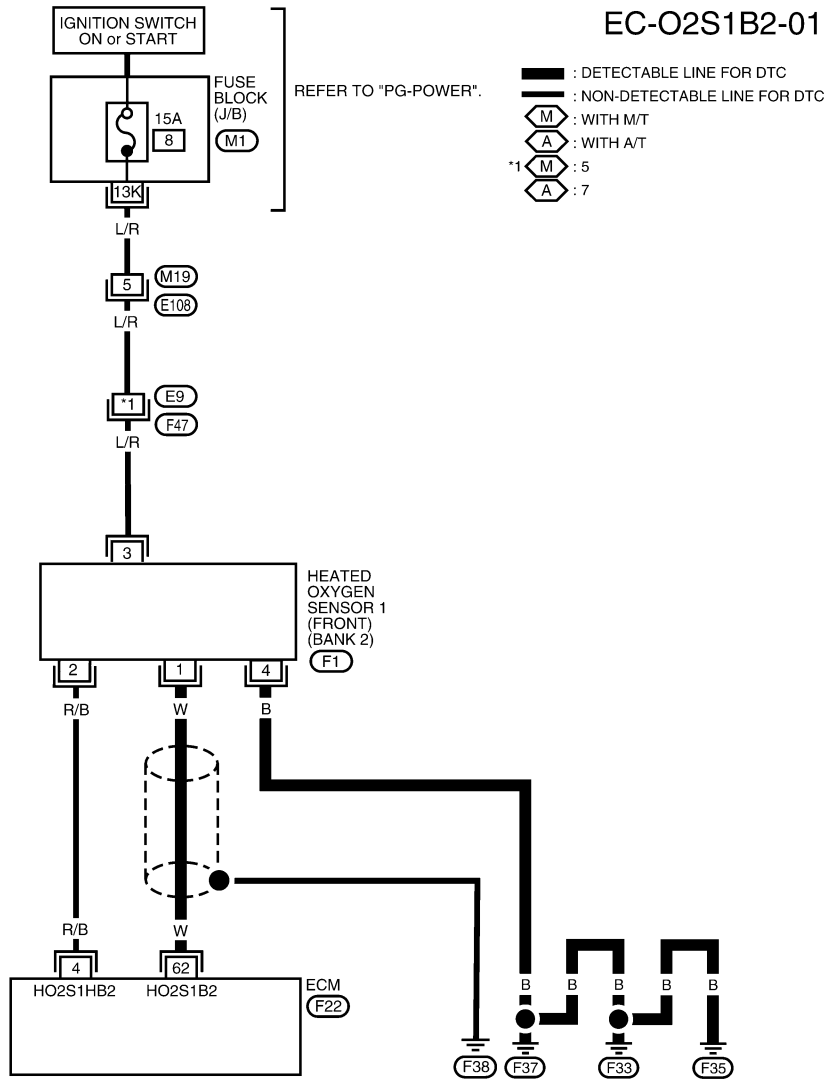 EC-O2S1B2-01
IGNITION SWITCH
ON or START
FUSE
BLOCK
(J/B)
M1
15A
8
13K
REFER TO "PG-POWER".
: DETECTABLE LINE FOR DTC
: NON-DETECTABLE LINE FOR DTC
M : WITH M/T
A : WITH A/T
*1 M : 5
A : 7
L/R
5
M19
E108
L/R
*1
E9
F47
L/R
3
HEATED
OXYGEN
SENSOR 1
(FRONT)
(BANK 2)
F1
2 1 4
R/B W B
R/B W
4 62
HO2S1HB2 HO2S1B2
ECM
F22
B B B B B
F38 F37 F33 F35